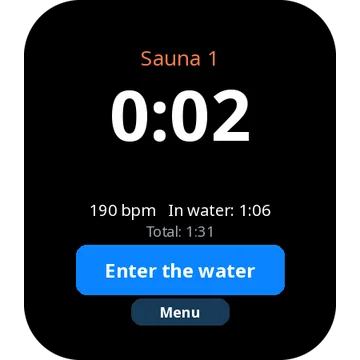 Sauna 1
0:02
190 bpm In water: 1:06
Total: 1:31
Enter the water
Menu